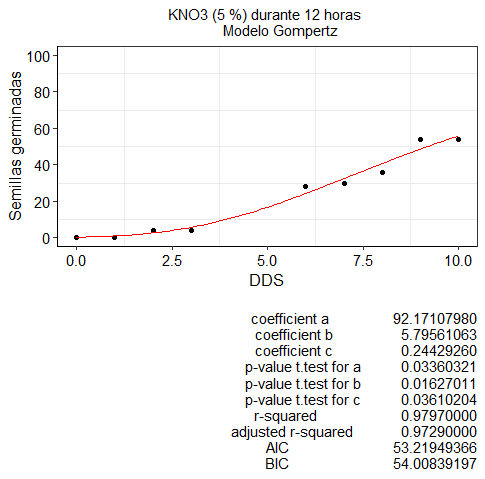 KNO3 (5 %) durante 12 horas
Modelo Gompertz
Semillas germinadas
100
80
60
40
20
0
0.0 2.5 5.0 7.5 10.0
DDS
coefficient a 92.17107980
coefficient b 5.79561063
coefficient c 0.24429260
p-value t.test for a 0.03360321
p-value t.test for b 0.01627011
p-value t.test for c 0.03610204
r-squared 0.97970000
adjusted r-squared 0.97290000
AIC 53.21949366
BIC 54.00839197